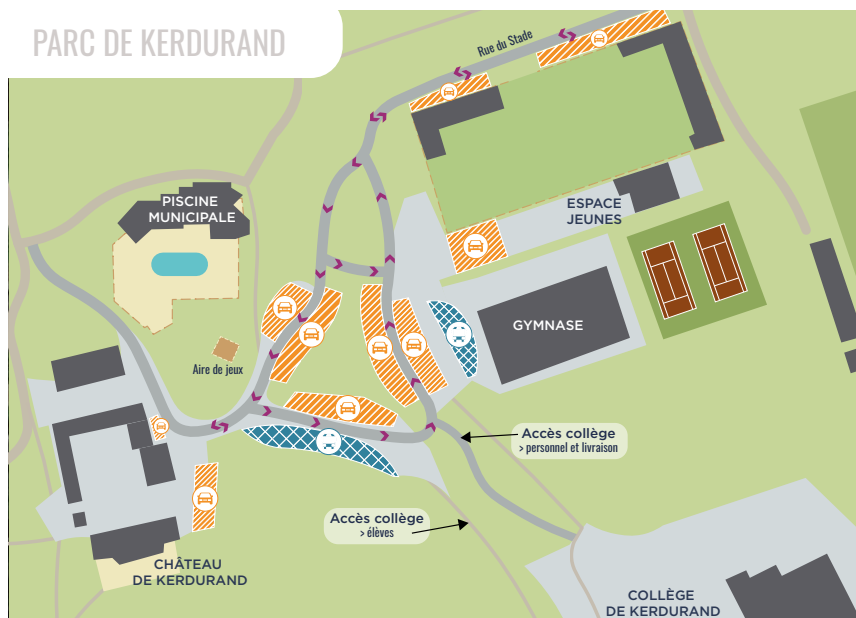 PARC DE KERDURAND
Rue du Stade
PISCINE
MUNICIPALE
ESPACE
JEUNES
GYMNASE
Aire de jeux
Accès collège
> personnel et livraison
Accès collège
> élèves
CHÂTEAU
DE KERDURAND
COLLÈGE
DE KERDURAND